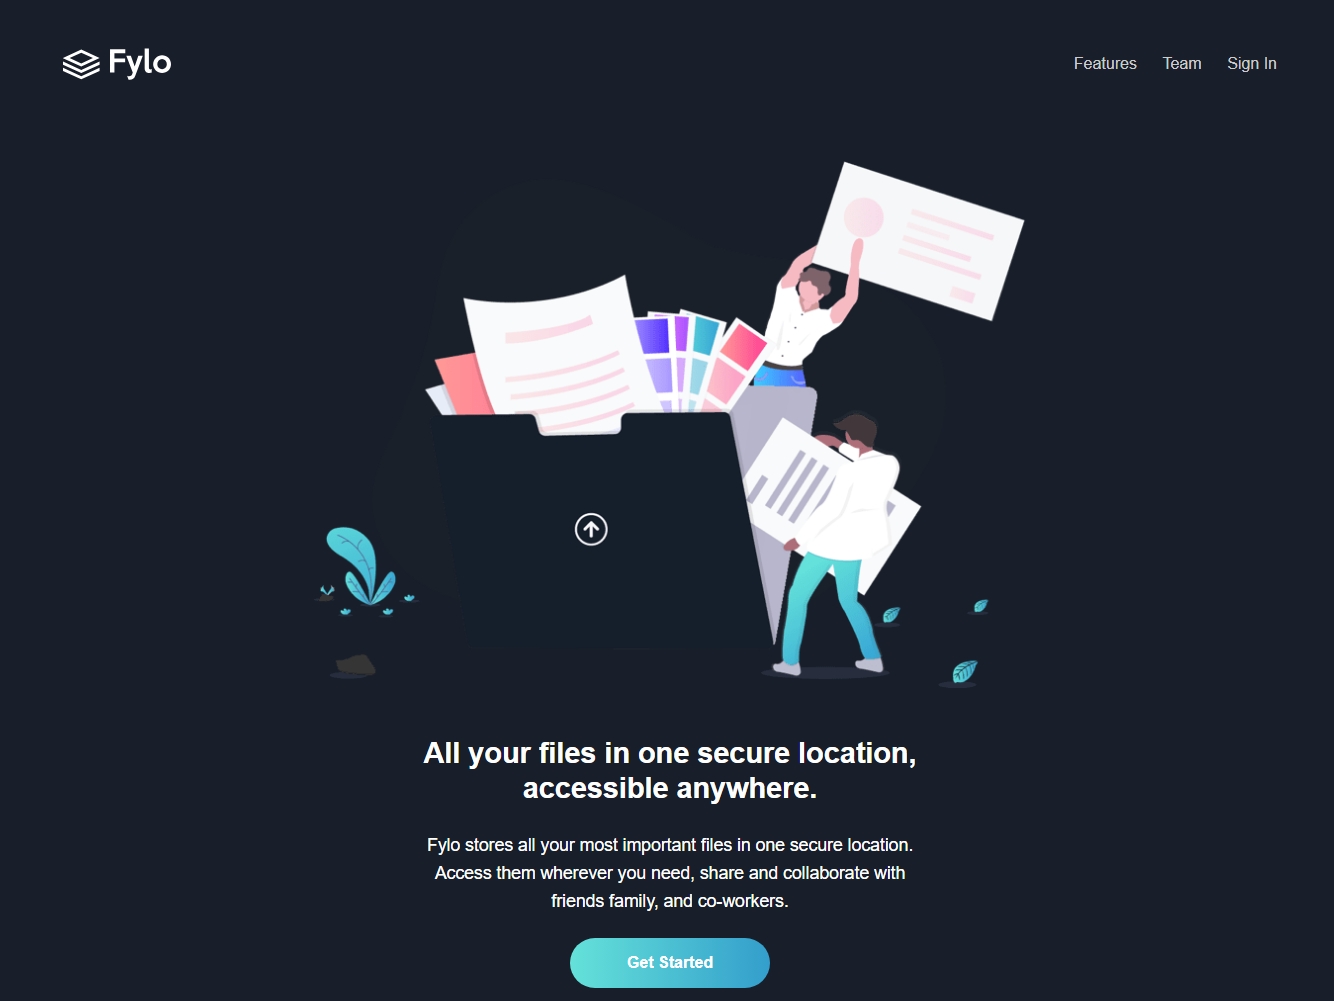 Fylo
Features Team Sign In
All your files in one secure location,
accessible anywhere.
Fylo stores all your most important files in one secure location.
Access them wherever you need, share and collaborate with
friends family, and co-workers.
Get Started